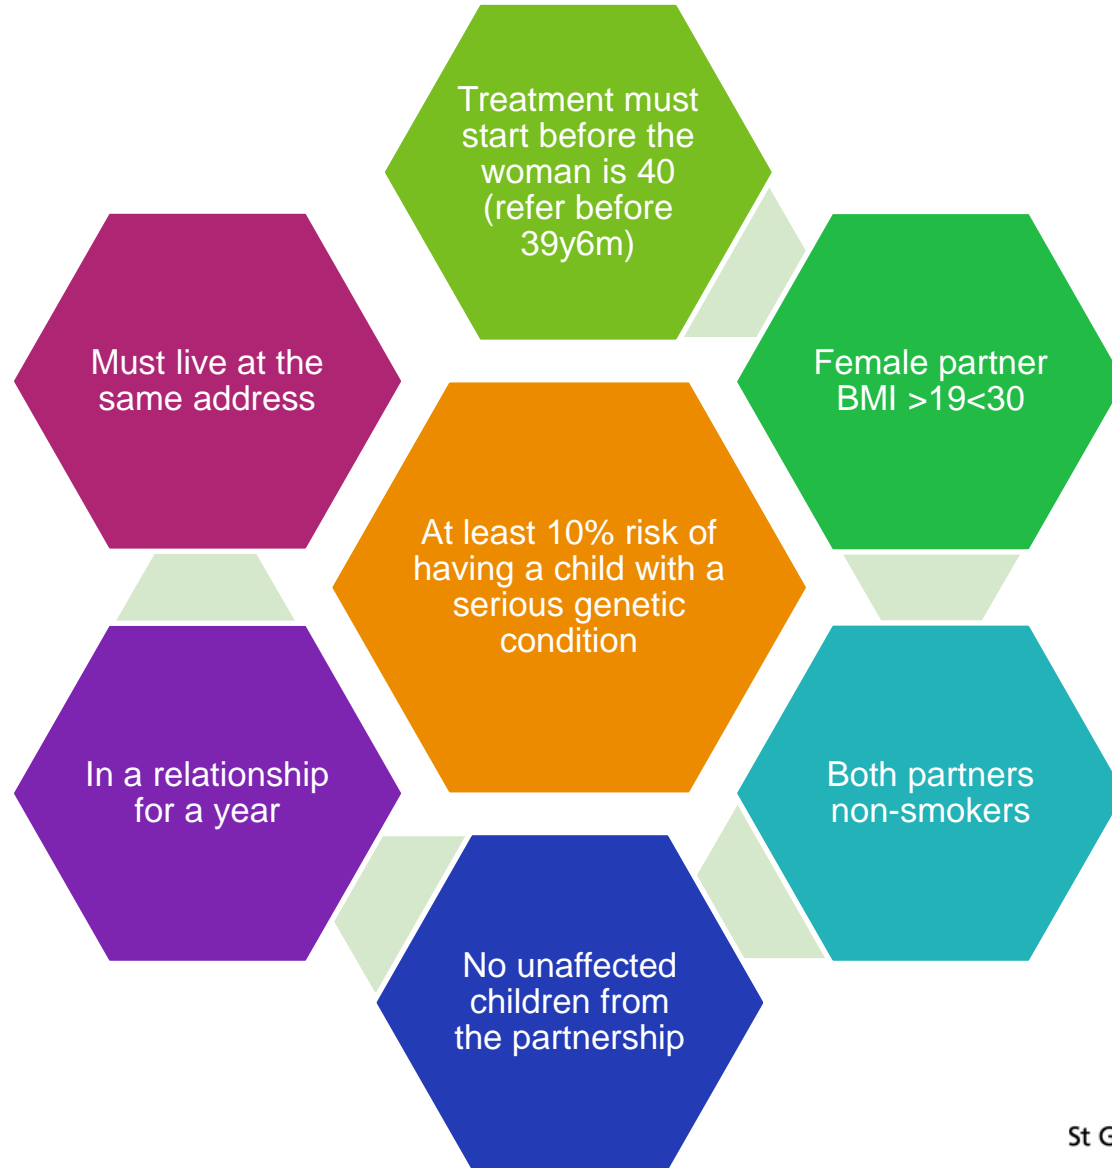 Treatment must
start before the
woman is 40
(refer before
39y6m)
Must live at the
same address
Female partner
BMI >19<30
At least 10% risk of
having a child with a
serious genetic
condition
In a relationship
for a year
Both partners
non-smokers
No unaffected
children from
the partnership
St G